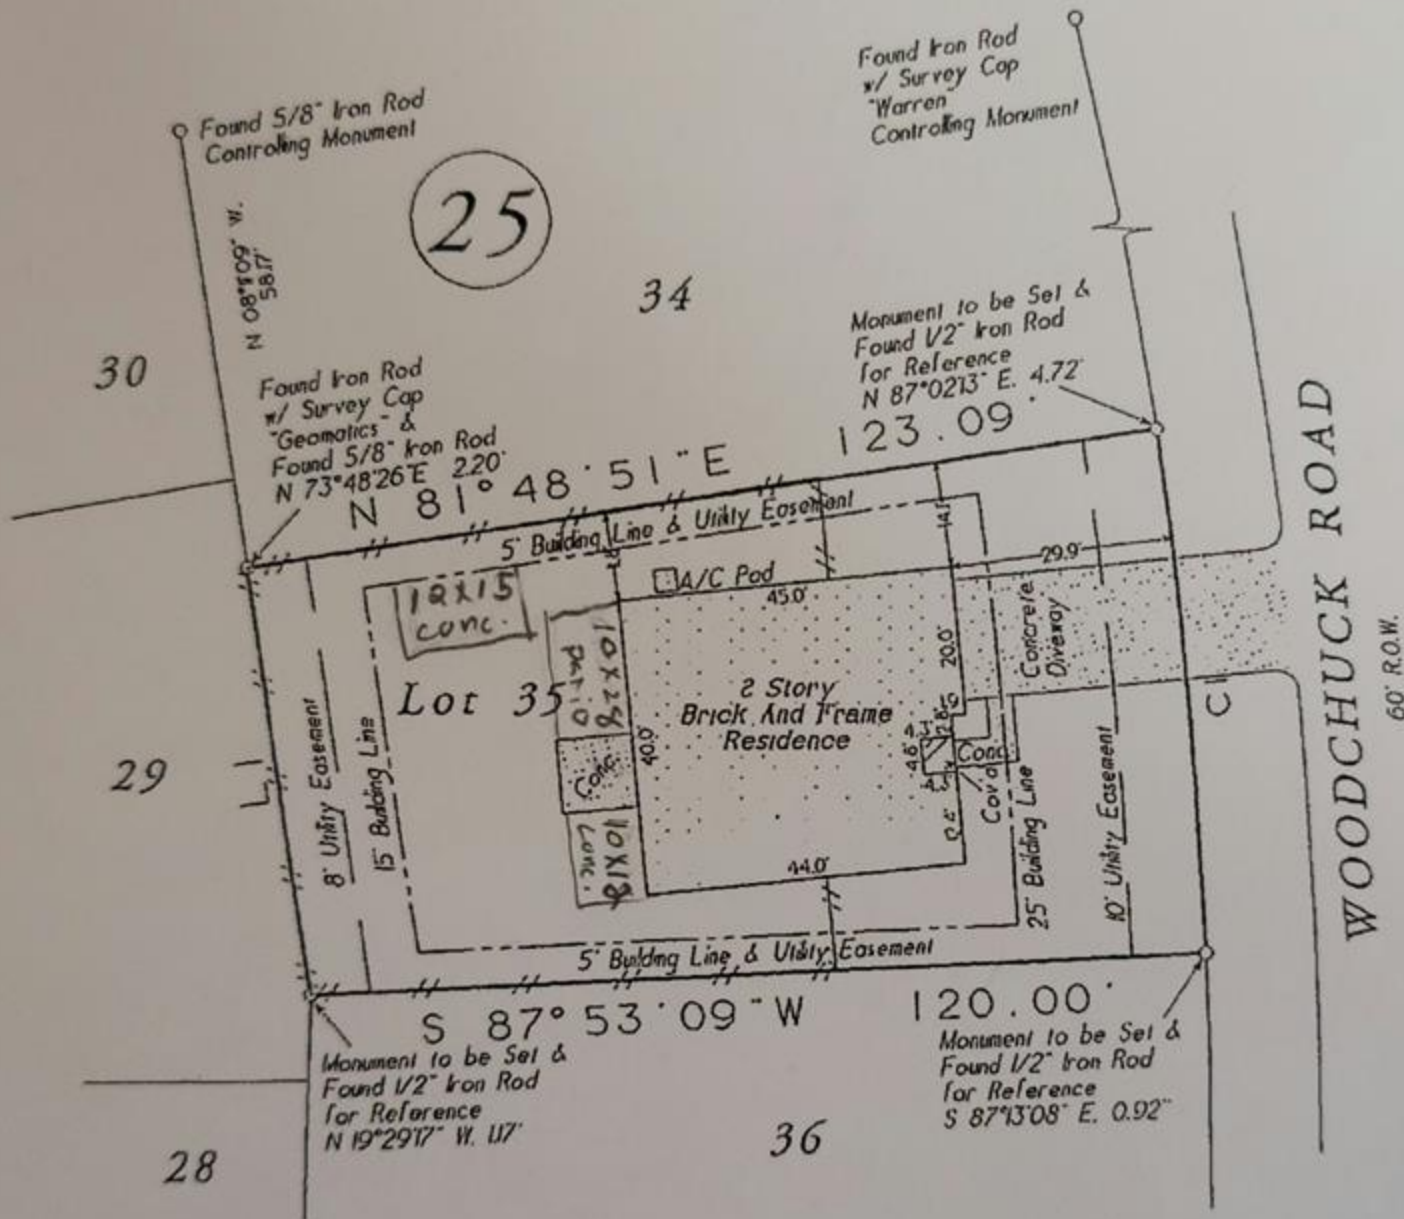 Found Iron Rod
w/ Survey Cap
"Warren"
Controlling Monument
Found 5/8" Iron Rod
Controlling Monument
25
N 08°11'09" W.
58.17'
34
30
Monument to be Set &
Found 1/2" Iron Rod
for Reference
N 87°02'13" E. 4.72'
Found Iron Rod
w/ Survey Cap
"Geomatics" &
Found 5/8" Iron Rod
N 73°48'26"E 2.20'
N 81°48'51"E 123.09'
5' Building Line & Utility Easement
14.1'
29.9'
A/C Pad
45.0'
12X15
conc.
10X28
Patio
Lot 35
2 Story
Brick And Frame
Residence
20.0'
Concrete
Driveway
WOODCHUCK ROAD
60' R.O.W.
29
8' Utility Easement
15' Building Line
40.0'
Conc.
Conc
Cov'd
4.6'
10X18
Conc.
25' Building Line
10' Utility Easement
44.0'
5' Building Line & Utility Easement
S 87°53'09"W 120.00'
Monument to be Set &
Found 1/2" Iron Rod
for Reference
N 19°29'17" W. 1.17'
Monument to be Set &
Found 1/2" Iron Rod
for Reference
S 87°13'08" E. 0.92"
28
36